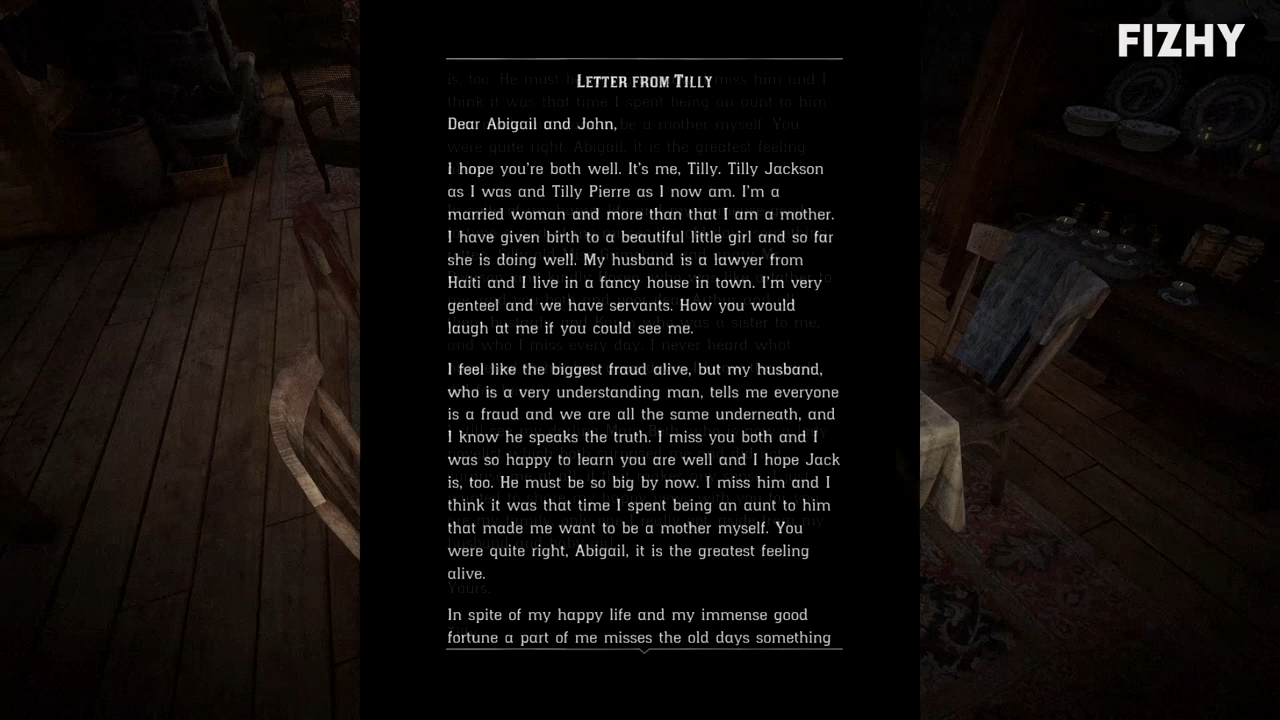 FIZHY
Letter from Tilly
Dear Abigail and John,
I hope you're both well. It's me, Tilly. Tilly Jackson
as I was and Tilly Pierre as I now am. I'm a
married woman and more than that I am a mother.
I have given birth to a beautiful little girl and so far
she is doing well. My husband is a lawyer from
Haiti and I live in a fancy house in town. I'm very
genteel and we have servants. How you would
laugh at me if you could see me.
I feel like the biggest fraud alive, but my husband,
who is a very understanding man, tells me everyone
is a fraud and we are all the same underneath, and
I know he speaks the truth. I miss you both and I
was so happy to learn you are well and I hope Jack
is, too. He must be so big by now. I miss him and I
think it was that time I spent being an aunt to him
that made me want to be a mother myself. You
were quite right, Abigail, it is the greatest feeling
alive.
In spite of my happy life and my immense good
fortune a part of me misses the old days something